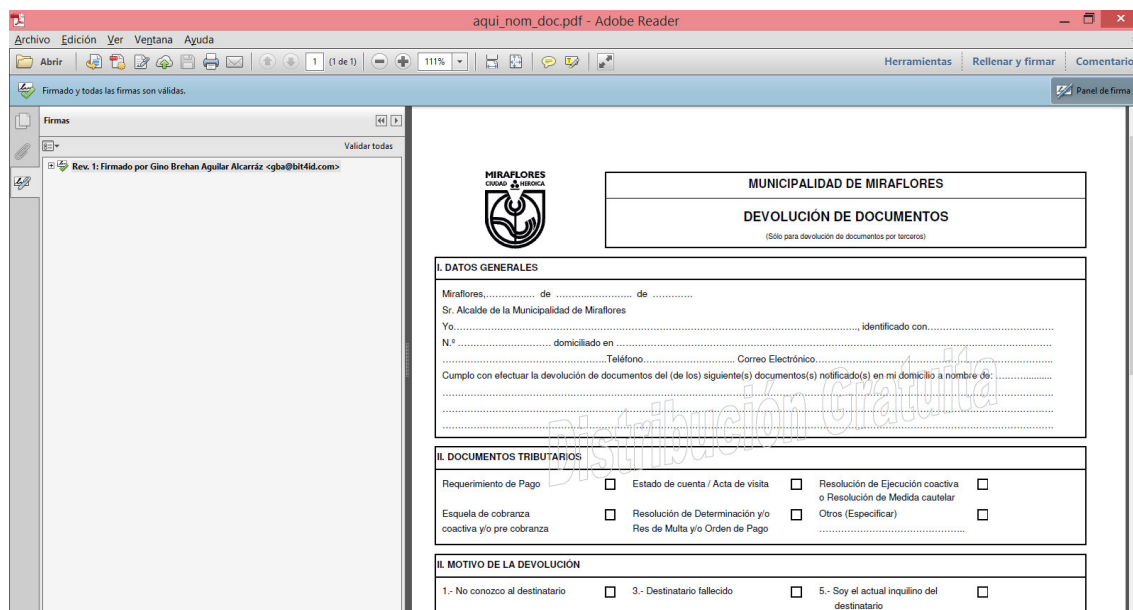 aqui_nom_doc.pdf - Adobe Reader
Archivo Edición Ver Ventana Ayuda
Abrir 1 (1 de 1) 111% Herramientas Rellenar y firmar Comentario
Firmado y todas las firmas son válidas. Panel de firma
Firmas
Validar todas
Rev. 1: Firmado por Gino Brehan Aguilar Alcarráz <gba@bit4id.com>
MIRAFLORES
CIUDAD HEROICA
MUNICIPALIDAD DE MIRAFLORES
DEVOLUCIÓN DE DOCUMENTOS
(Sólo para devolución de documentos por terceros)
I. DATOS GENERALES
Miraflores,................. de ........................... de ..............
Sr. Alcalde de la Municipalidad de Miraflores
Yo..............................................................................................., identificado con.............................................
N.º ................................. domiciliado en ..............................................................................................................
..........................................................Teléfono................................. Correo Electrónico.....................................................
Cumplo con efectuar la devolución de documentos del (de los) siguiente(s) documentos(s) notificado(s) en mi domicilio a nombre de: ....................
Distribución Gratuita
II. DOCUMENTOS TRIBUTARIOS
Requerimiento de Pago Estado de cuenta / Acta de visita Resolución de Ejecución coactiva
o Resolución de Medida cautelar
Esquela de cobranza Resolución de Determinación y/o Otros (Especificar)
coactiva y/o pre cobranza Res de Multa y/o Orden de Pago ....................................................
II. MOTIVO DE LA DEVOLUCIÓN
1.- No conozco al destinatario 3.- Destinatario fallecido 5.- Soy el actual inquilino del
destinatario